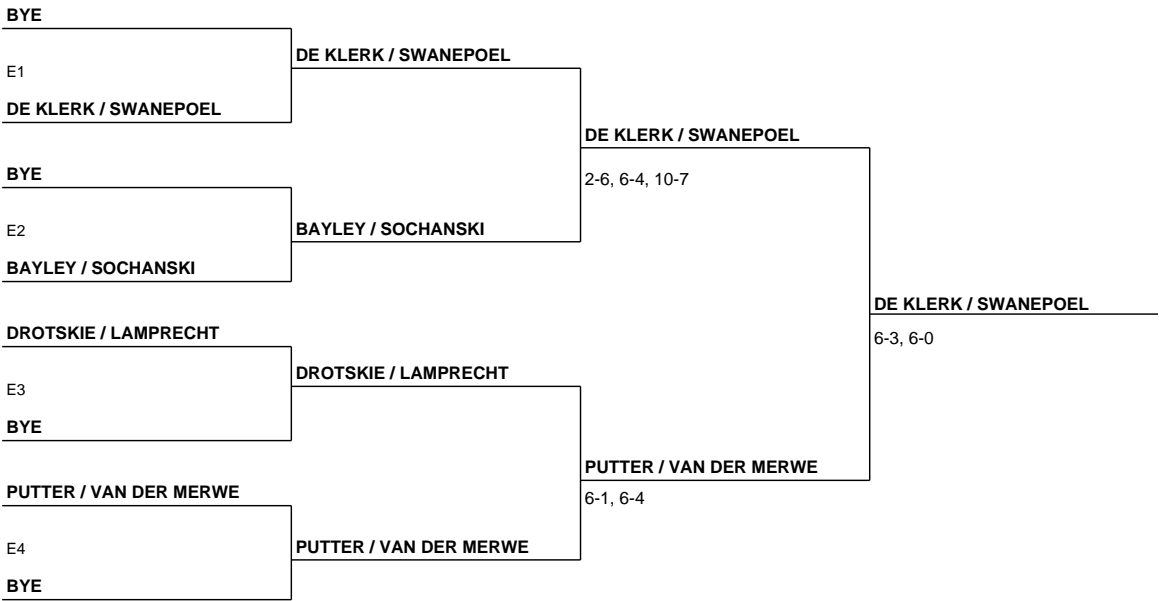 BYE
E1
DE KLERK / SWANEPOEL
BYE
E2
BAYLEY / SOCHANSKI
DROTSKIE / LAMPRECHT
E3
BYE
PUTTER / VAN DER MERWE
E4
BYE
DE KLERK / SWANEPOEL
BAYLEY / SOCHANSKI
DROTSKIE / LAMPRECHT
PUTTER / VAN DER MERWE
DE KLERK / SWANEPOEL
2-6, 6-4, 10-7
PUTTER / VAN DER MERWE
6-1, 6-4
DE KLERK / SWANEPOEL
6-3, 6-0